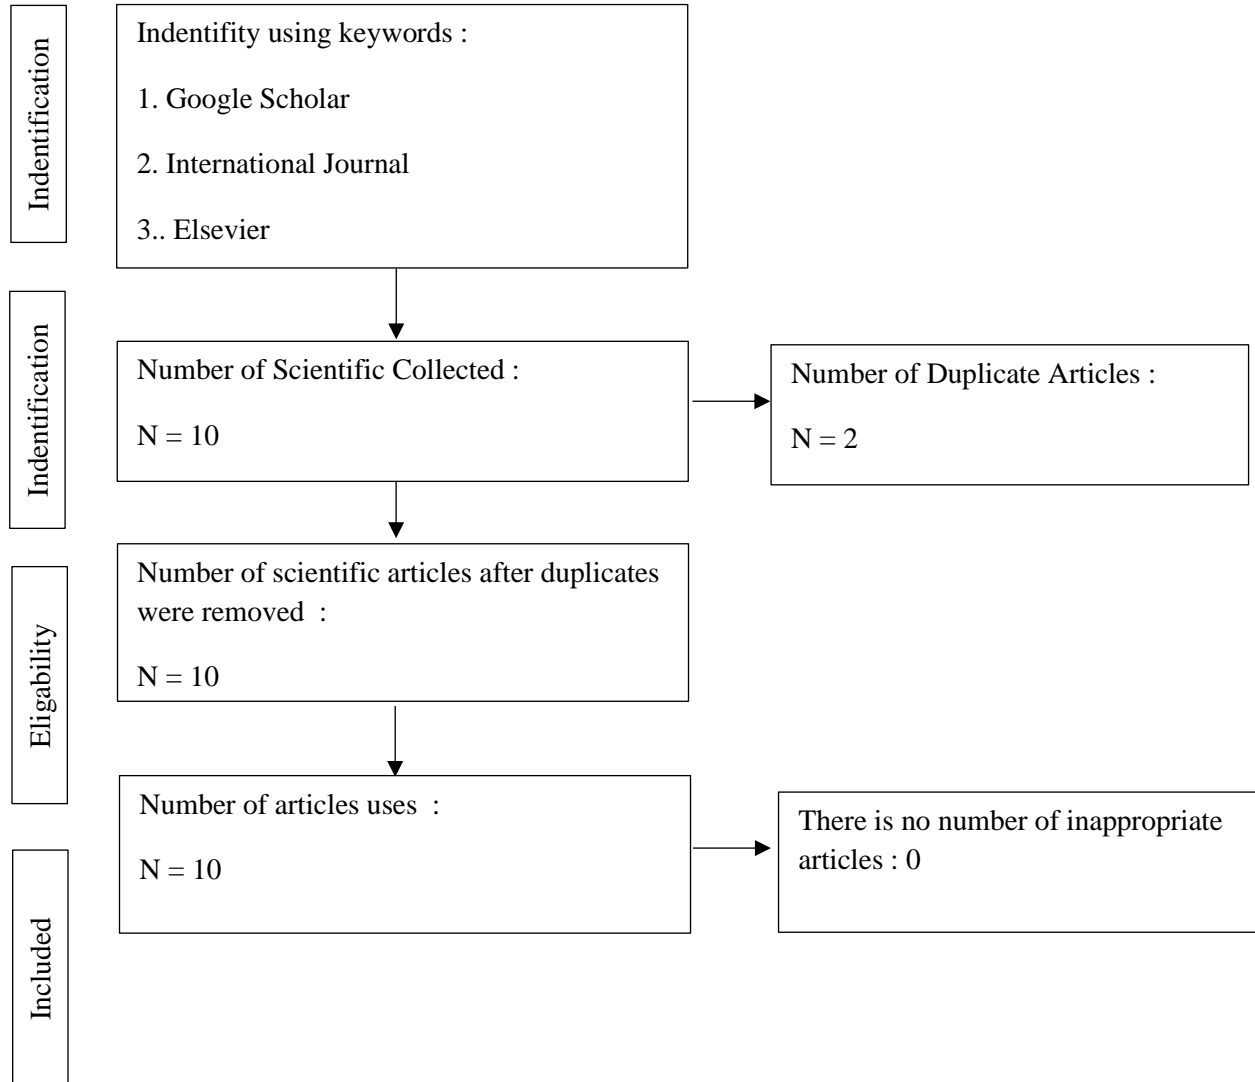 Indentification
Indentifity using keywords :
1. Google Scholar
2. International Journal
3.. Elsevier
Indentification
Number of Scientific Collected :
N = 10
Number of Duplicate Articles :
N = 2
Eligability
Number of scientific articles after duplicates
were removed  :
N = 10
Number of articles uses  :
N = 10
There is no number of inappropriate
articles : 0
Included